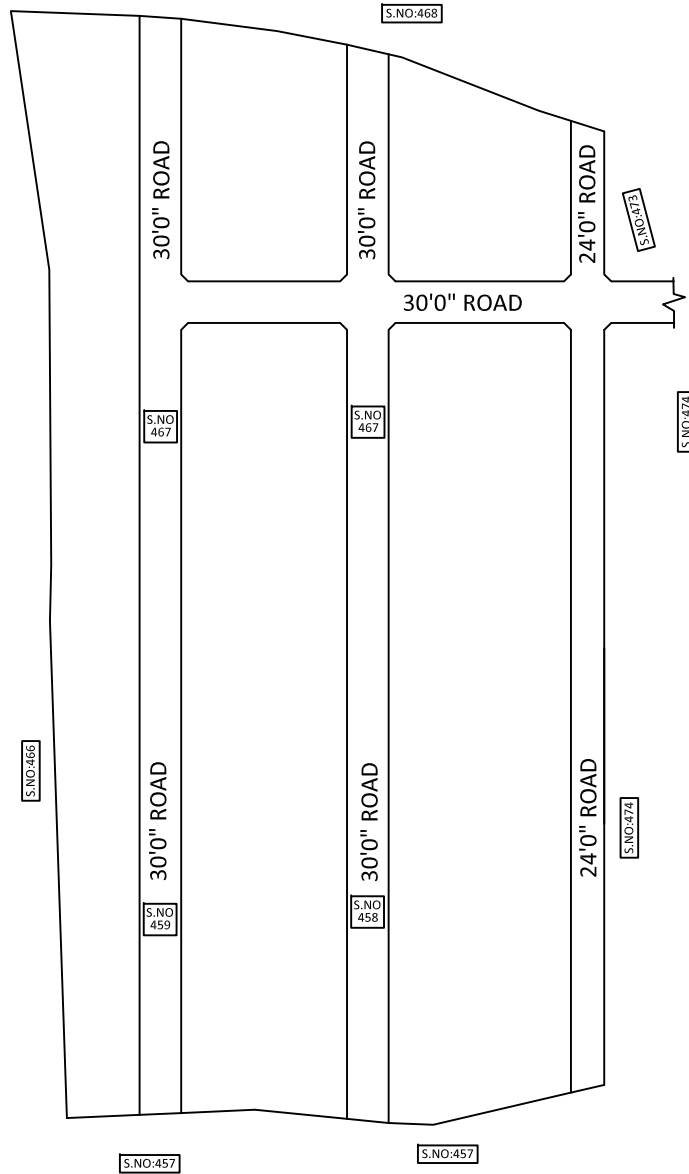 S.NO:468
30'0" ROAD
30'0" ROAD
24'0" ROAD
S.NO:473
30'0" ROAD
S.NO
467
S.NO
467
S.NO:474
S.NO:466
30'0" ROAD
30'0" ROAD
24'0" ROAD
S.NO:474
S.NO
459
S.NO
458
S.NO:457
S.NO:457